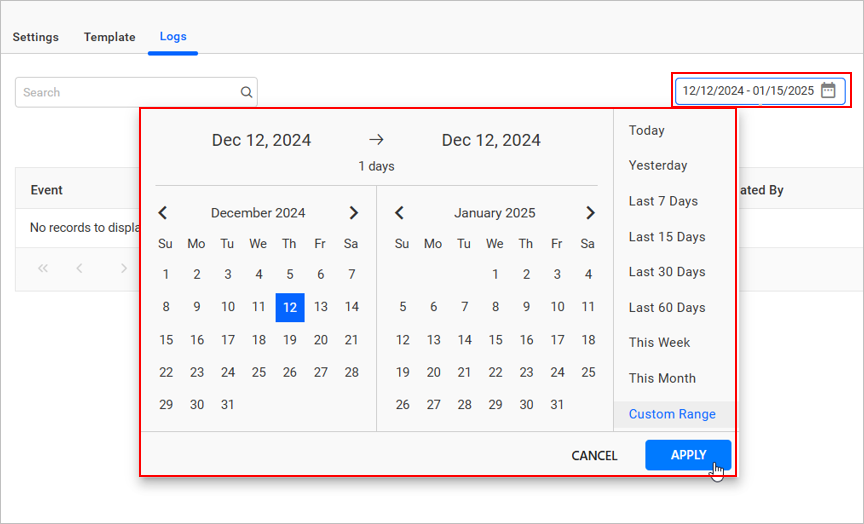 Settings Template Logs
Search
12/12/2024 - 01/15/2025
Dec 12, 2024 → Dec 12, 2024
1 days
December 2024
Su Mo Tu We Th Fr Sa
1 2 3 4 5 6 7
8 9 10 11 12 13 14
15 16 17 18 19 20 21
22 23 24 25 26 27 28
29 30 31
January 2025
Su Mo Tu We Th Fr Sa
1 2 3 4
5 6 7 8 9 10 11
12 13 14 15 16 17 18
19 20 21 22 23 24 25
26 27 28 29 30 31
Today
Yesterday
Last 7 Days
Last 15 Days
Last 30 Days
Last 60 Days
This Week
This Month
Custom Range
CANCEL APPLY
Event
ated By
No records to displa